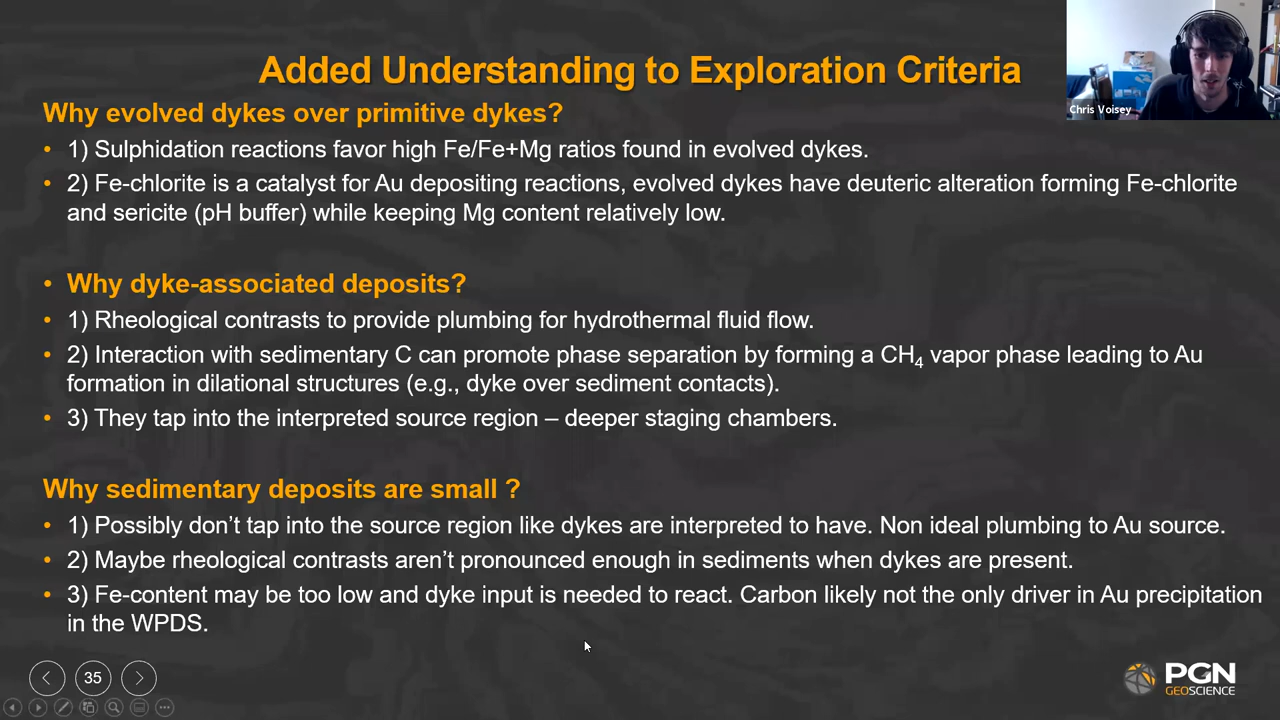 Added Understanding to Exploration Criteria
Chris Voisey
Why evolved dykes over primitive dykes?
• 1) Sulphidation reactions favor high Fe/Fe+Mg ratios found in evolved dykes.
• 2) Fe-chlorite is a catalyst for Au depositing reactions, evolved dykes have deuteric alteration forming Fe-chlorite
and sericite (pH buffer) while keeping Mg content relatively low.
• Why dyke-associated deposits?
• 1) Rheological contrasts to provide plumbing for hydrothermal fluid flow.
• 2) Interaction with sedimentary C can promote phase separation by forming a CH₄ vapor phase leading to Au
formation in dilational structures (e.g., dyke over sediment contacts).
• 3) They tap into the interpreted source region – deeper staging chambers.
Why sedimentary deposits are small ?
• 1) Possibly don’t tap into the source region like dykes are interpreted to have. Non ideal plumbing to Au source.
• 2) Maybe rheological contrasts aren’t pronounced enough in sediments when dykes are present.
• 3) Fe-content may be too low and dyke input is needed to react. Carbon likely not the only driver in Au precipitation
in the WPDS.
35
PGN
GEOSCIENCE